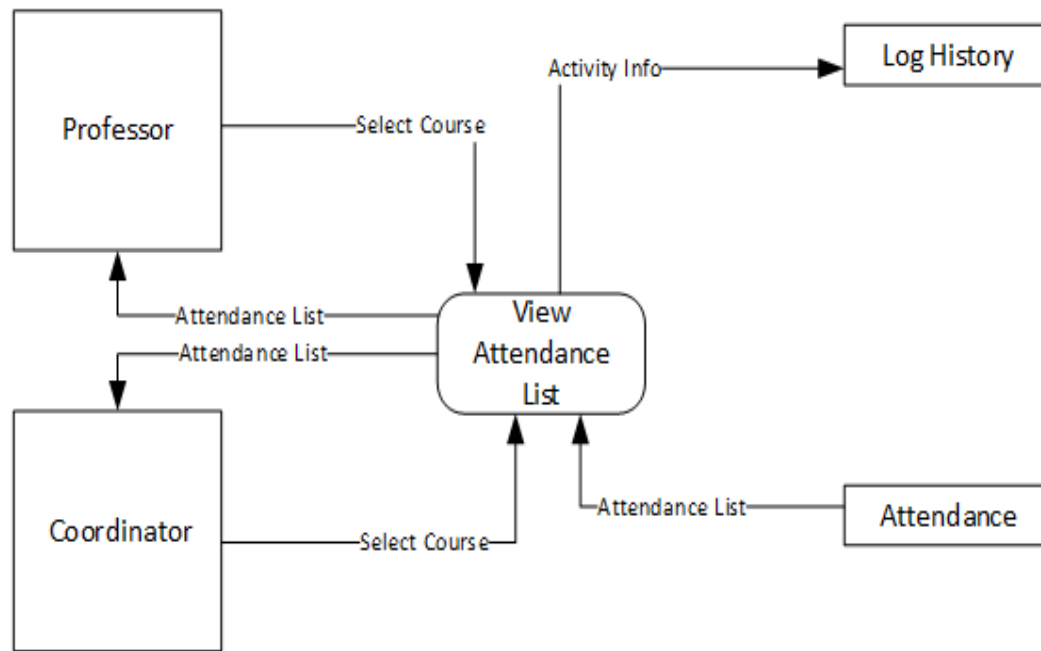 Log History
Activity Info
Professor
Select Course
View
Attendance
List
Attendance List
Attendance List
Attendance List
Attendance
Coordinator
Select Course